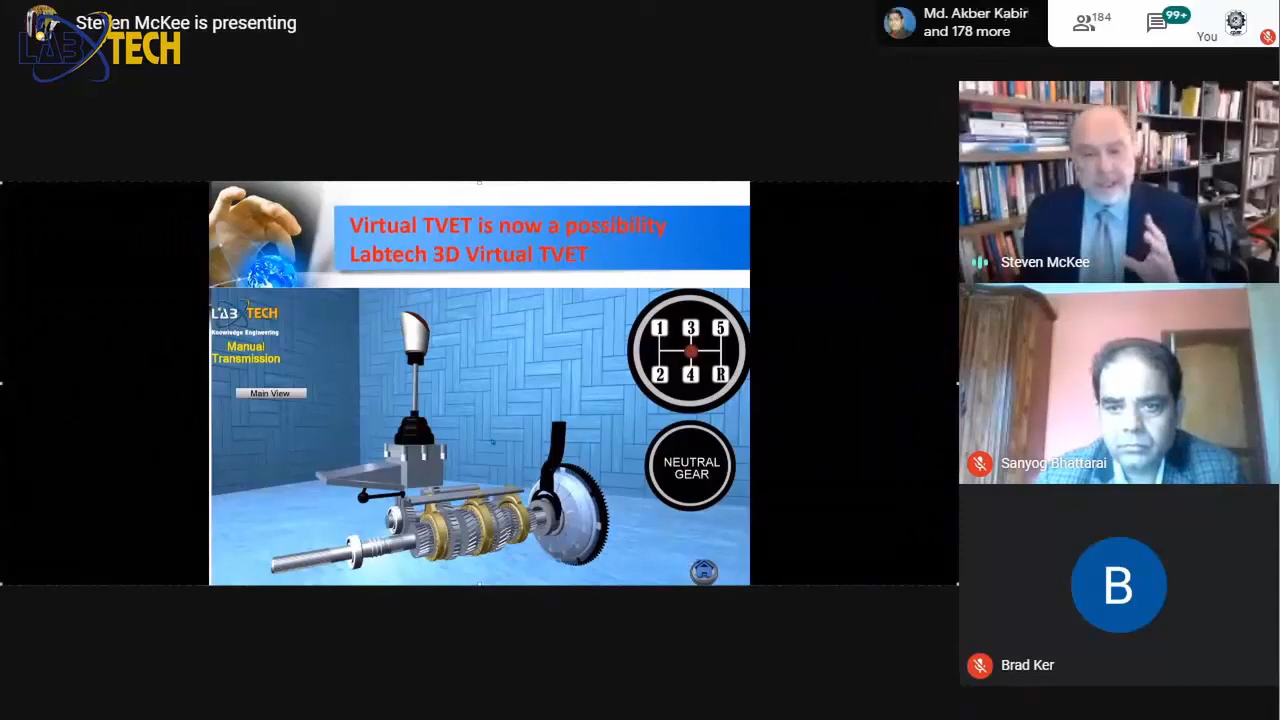 Steven McKee is presenting
LAB TECH
Md. Akber Kabir
and 178 more
184
99+
You
Virtual TVET is now a possibility
Labtech 3D Virtual TVET
LAB TECH
Knowledge Engineering
Manual
Transmission
Main View
1 3 5
2 4 R
NEUTRAL
GEAR
Steven McKee
Sanyog Bhattarai
B
Brad Ker